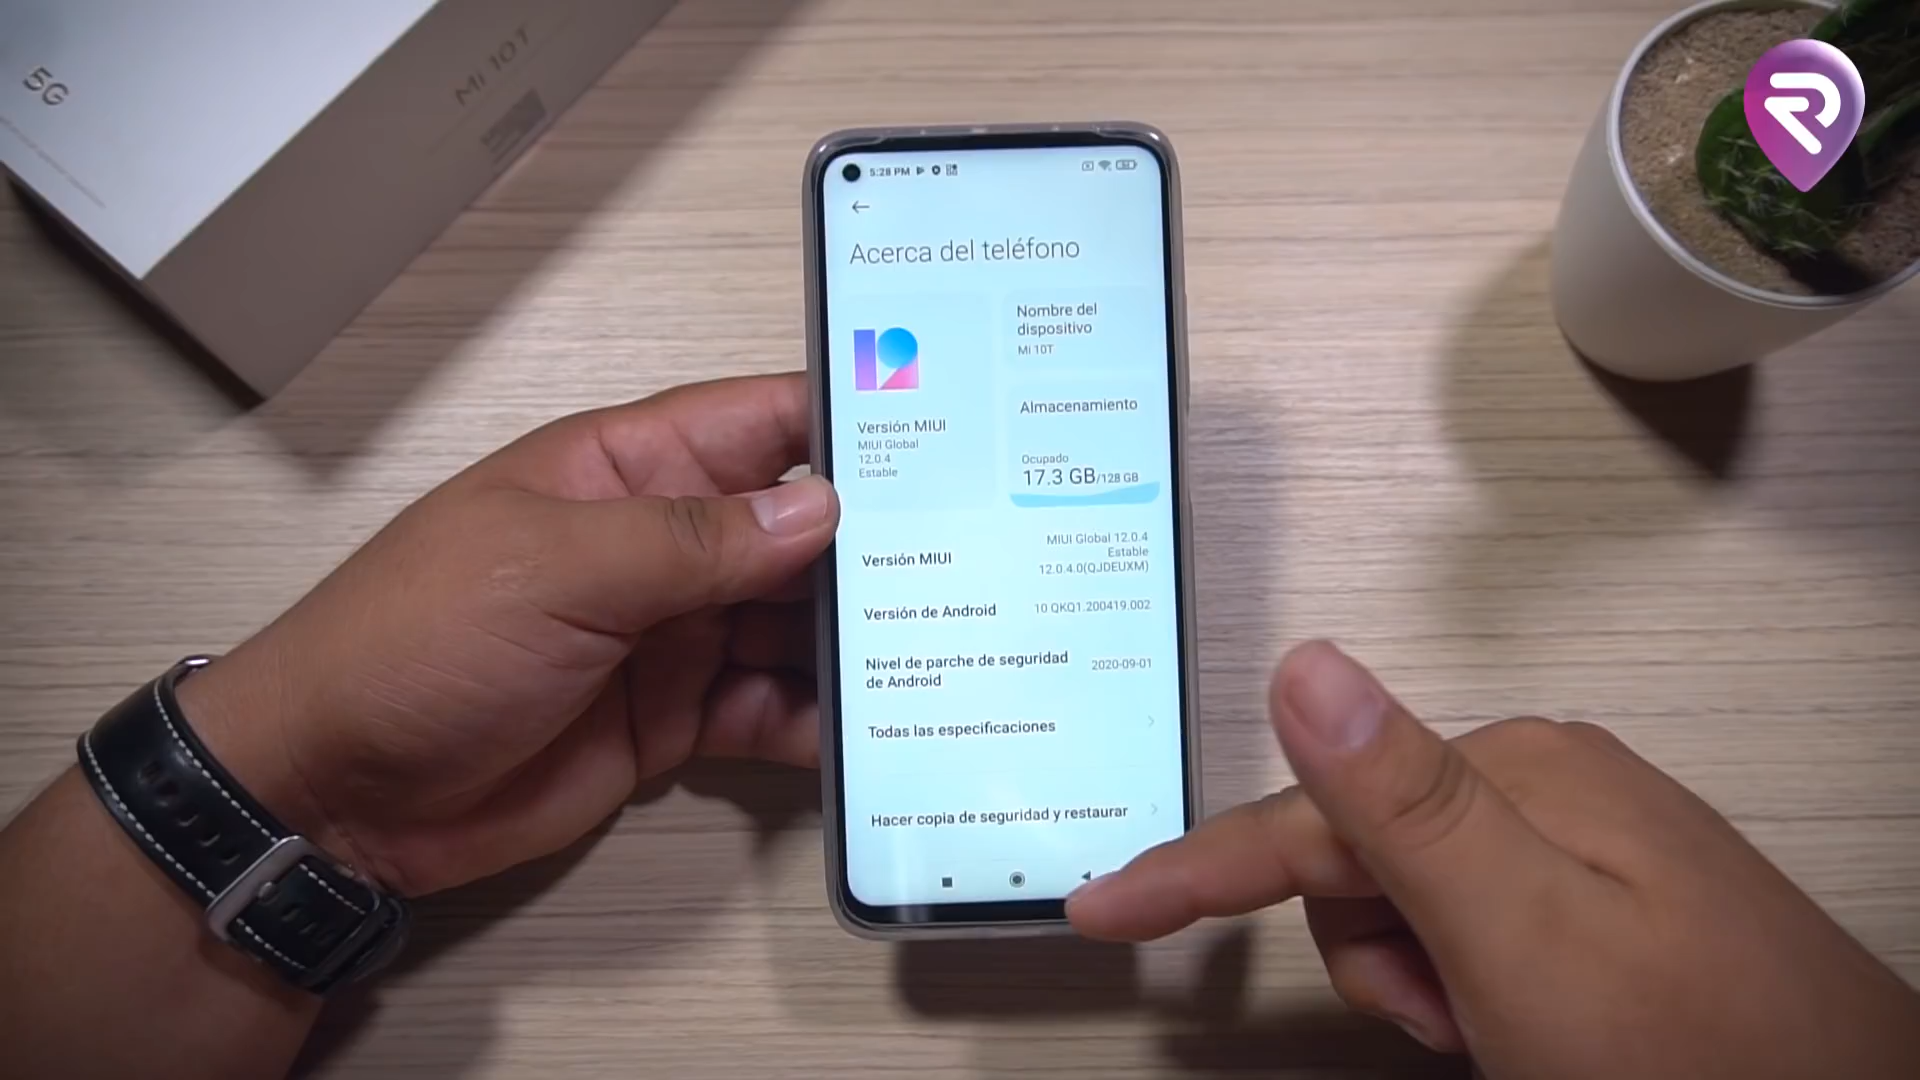 5G
Mi 10T
5:28 PM
Acerca del teléfono
Nombre del
dispositivo
Mi 10T
Versión MIUI
MIUI Global
12.0.4
Estable
Almacenamiento
Ocupado
17.3 GB/128 GB
Versión MIUI
MIUI Global 12.0.4
Estable
12.0.4.0(QJDEUXM)
Versión de Android
10 QKQ1.200419.002
Nivel de parche de seguridad
de Android
2020-09-01
Todas las especificaciones
Hacer copia de seguridad y restaurar